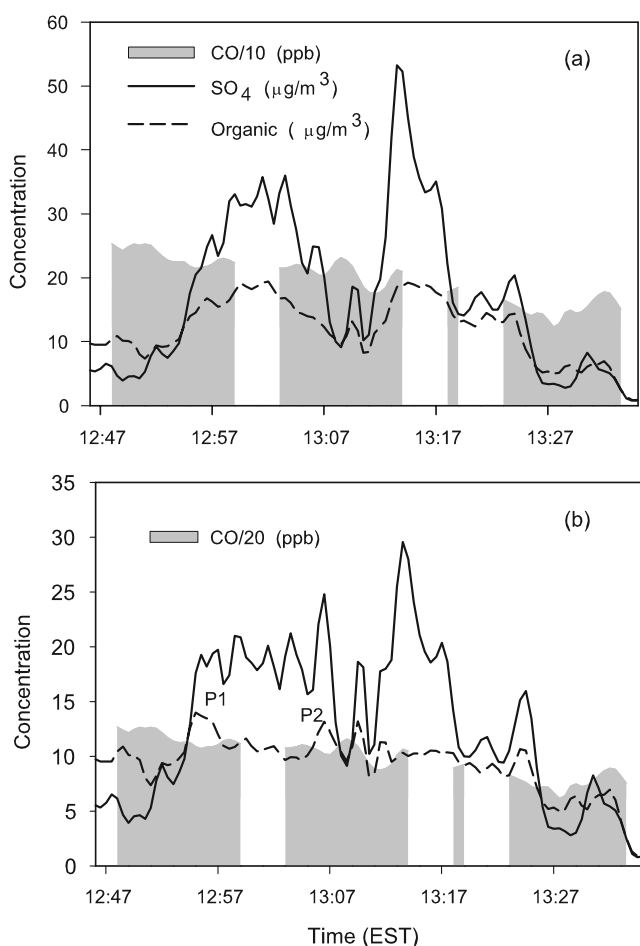 60
50
40
30
20
10
0
Concentration
CO/10 (ppb)
SO4 (μg/m3)
Organic ( μg/m3)
(a)
12:47 12:57 13:07 13:17 13:27
35
30
25
20
15
10
5
0
Concentration
CO/20 (ppb)
(b)
P1
P2
12:47 12:57 13:07 13:17 13:27
Time (EST)